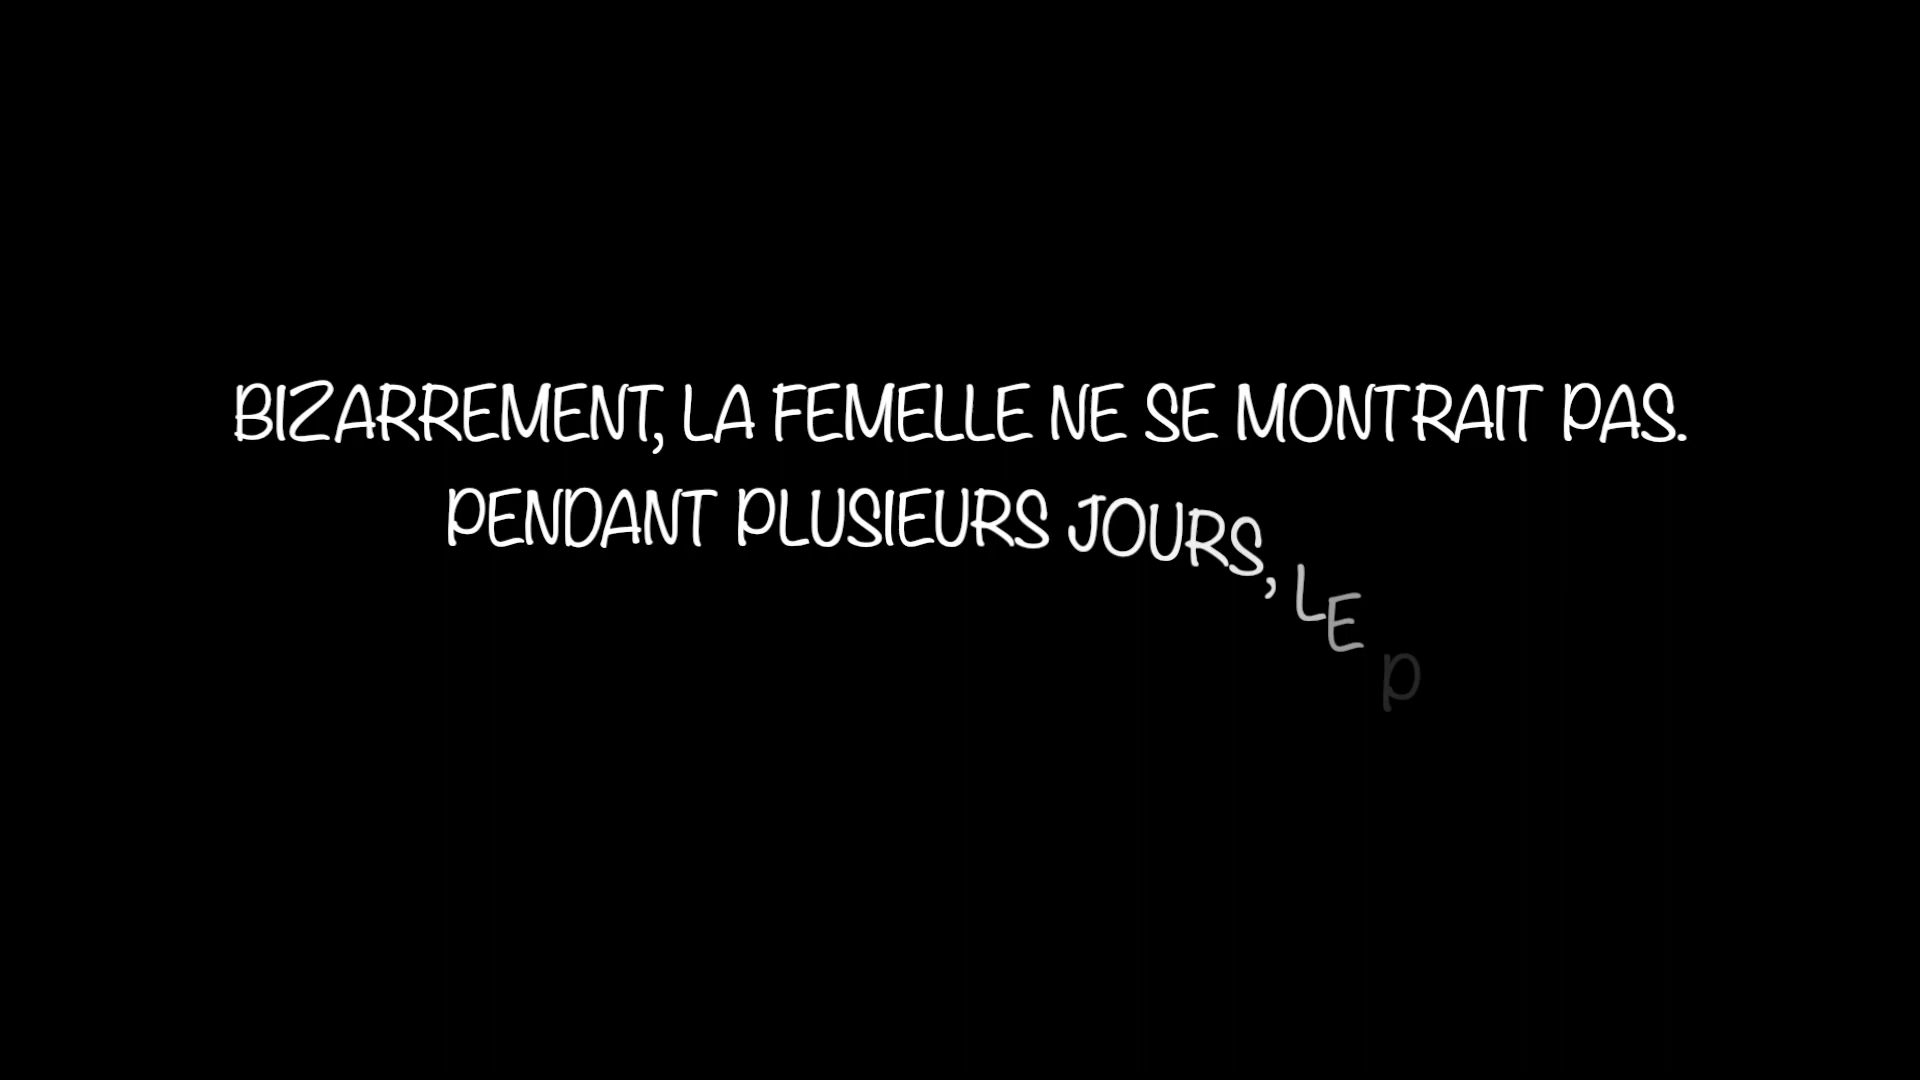 BIZARREMENT, LA FEMELLE NE SE MONTRAIT PAS.
PENDANT PLUSIEURS JOURS, LE P